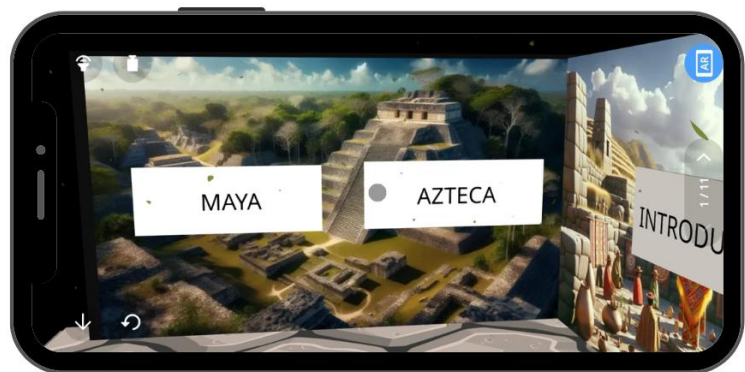 MAYA
AZTECA
INTRODU
1/11
AR